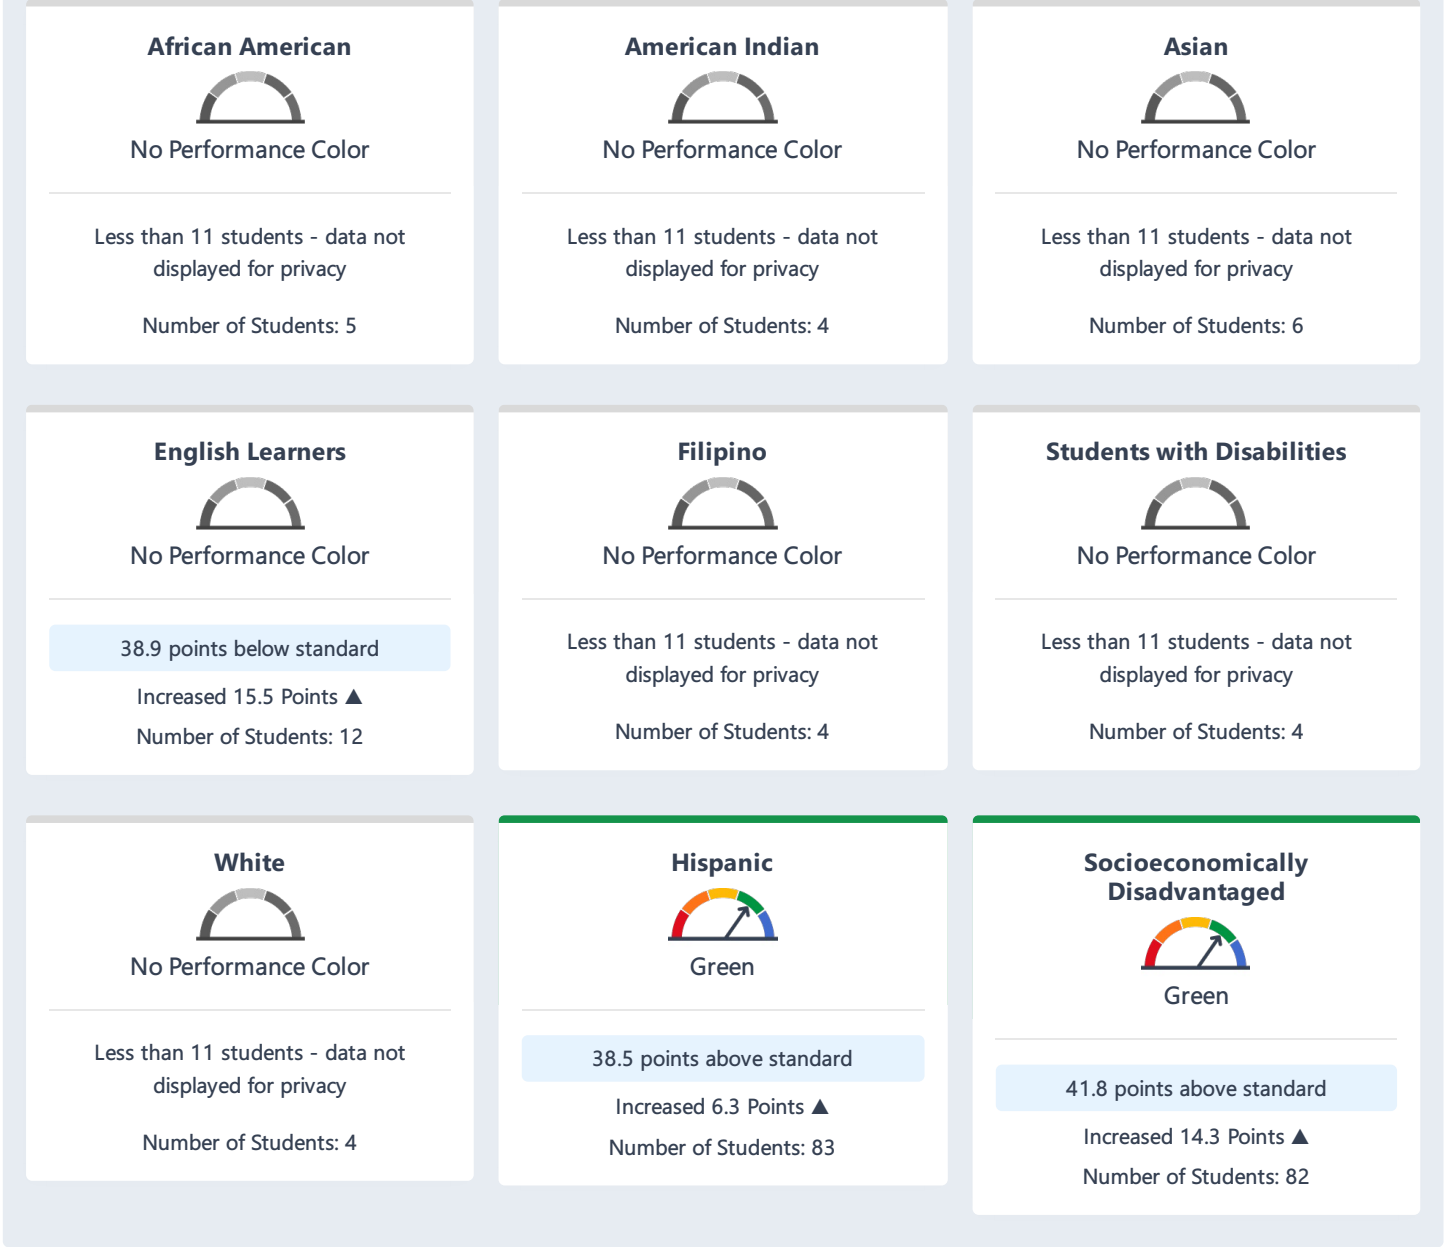 African American
No Performance Color
Less than 11 students - data not
displayed for privacy
Number of Students: 5
American Indian
No Performance Color
Less than 11 students - data not
displayed for privacy
Number of Students: 4
Asian
No Performance Color
Less than 11 students - data not
displayed for privacy
Number of Students: 6
English Learners
No Performance Color
38.9 points below standard
Increased 15.5 Points ▲
Number of Students: 12
Filipino
No Performance Color
Less than 11 students - data not
displayed for privacy
Number of Students: 4
Students with Disabilities
No Performance Color
Less than 11 students - data not
displayed for privacy
Number of Students: 4
White
No Performance Color
Less than 11 students - data not
displayed for privacy
Number of Students: 4
Hispanic
Green
38.5 points above standard
Increased 6.3 Points ▲
Number of Students: 83
Socioeconomically
Disadvantaged
Green
41.8 points above standard
Increased 14.3 Points ▲
Number of Students: 82